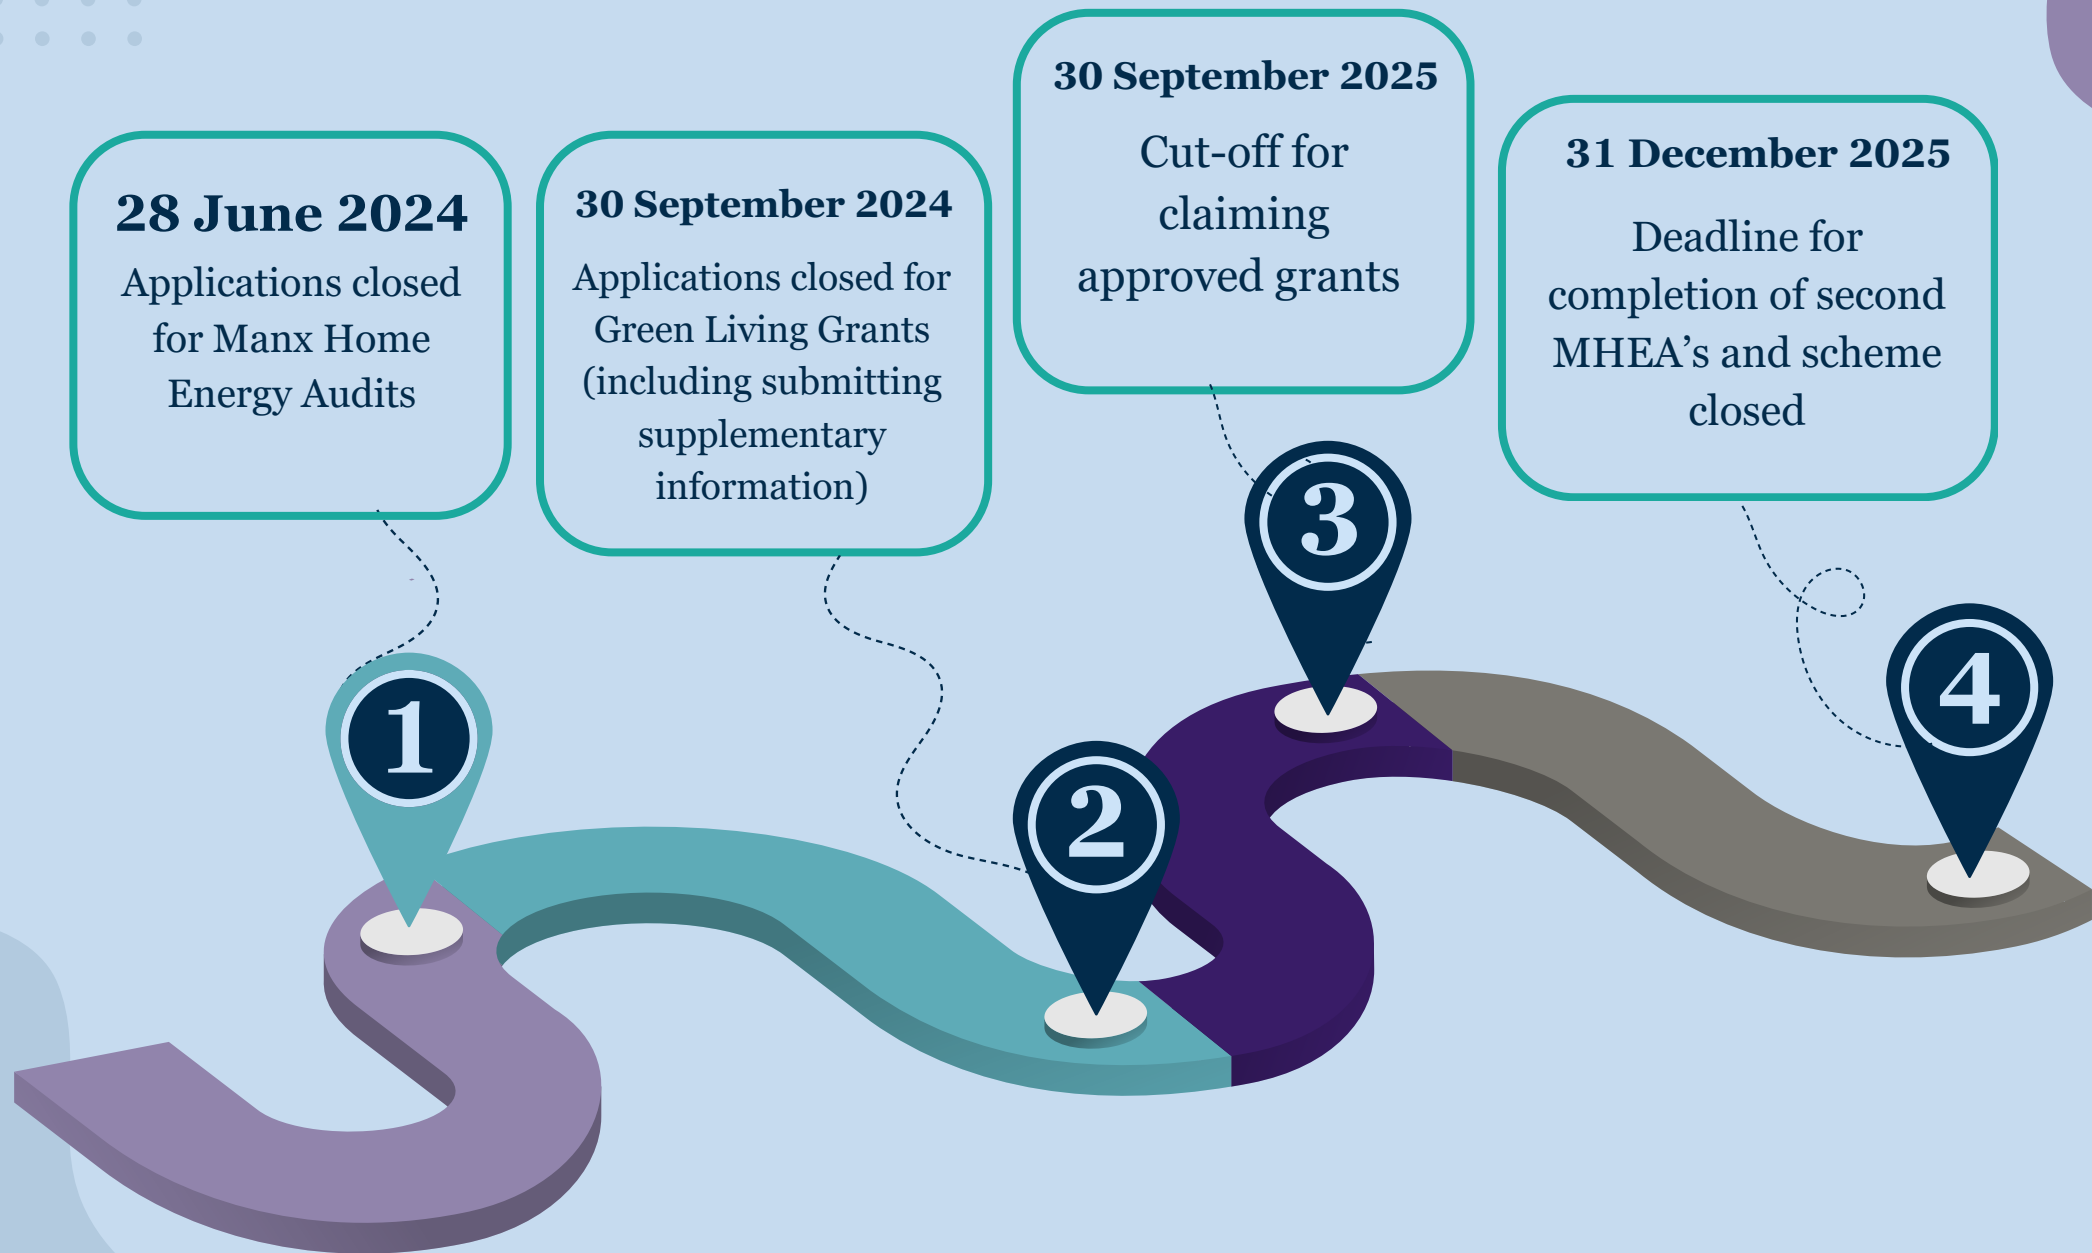 28 June 2024
Applications closed
for Manx Home
Energy Audits
30 September 2024
Applications closed for
Green Living Grants
(including submitting
supplementary
information)
30 September 2025
Cut-off for
claiming
approved grants
31 December 2025
Deadline for
completion of second
MHEA’s and scheme
closed
1
2
3
4